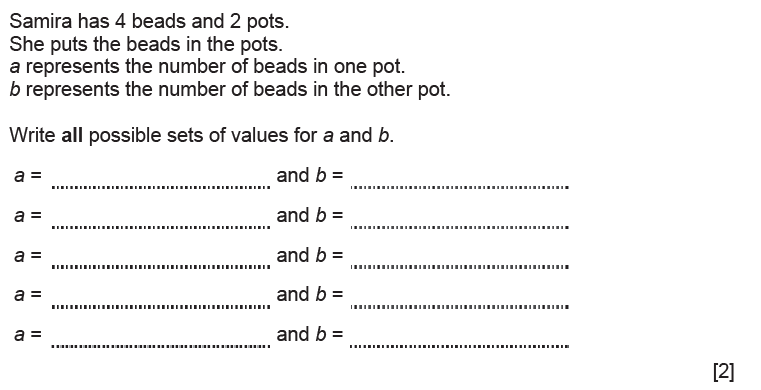 Samira has 4 beads and 2 pots.
She puts the beads in the pots.
a represents the number of beads in one pot.
b represents the number of beads in the other pot.
Write all possible sets of values for a and b.
a = and b =
a = and b =
a = and b =
a = and b =
a = and b =
[2]